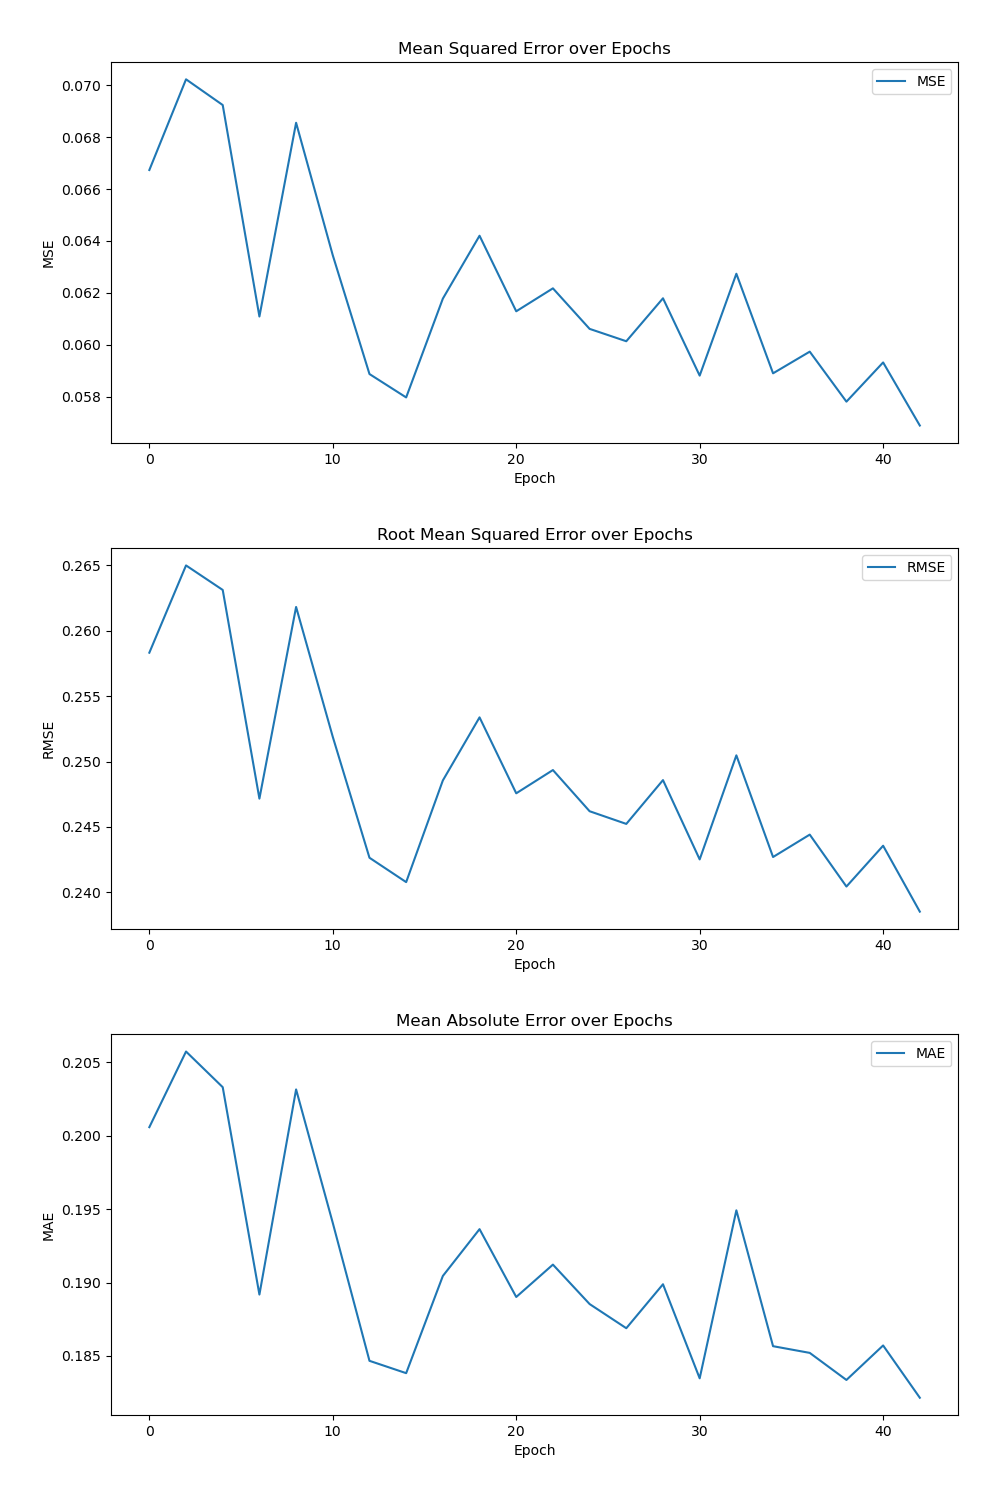 Mean Squared Error over Epochs
MSE
0.070
0.068
0.066
0.064
0.062
0.060
0.058
MSE
0 10 20 30 40
Epoch
Root Mean Squared Error over Epochs
RMSE
0.265
0.260
0.255
0.250
0.245
0.240
RMSE
0 10 20 30 40
Epoch
Mean Absolute Error over Epochs
MAE
0.205
0.200
0.195
0.190
0.185
MAE
0 10 20 30 40
Epoch